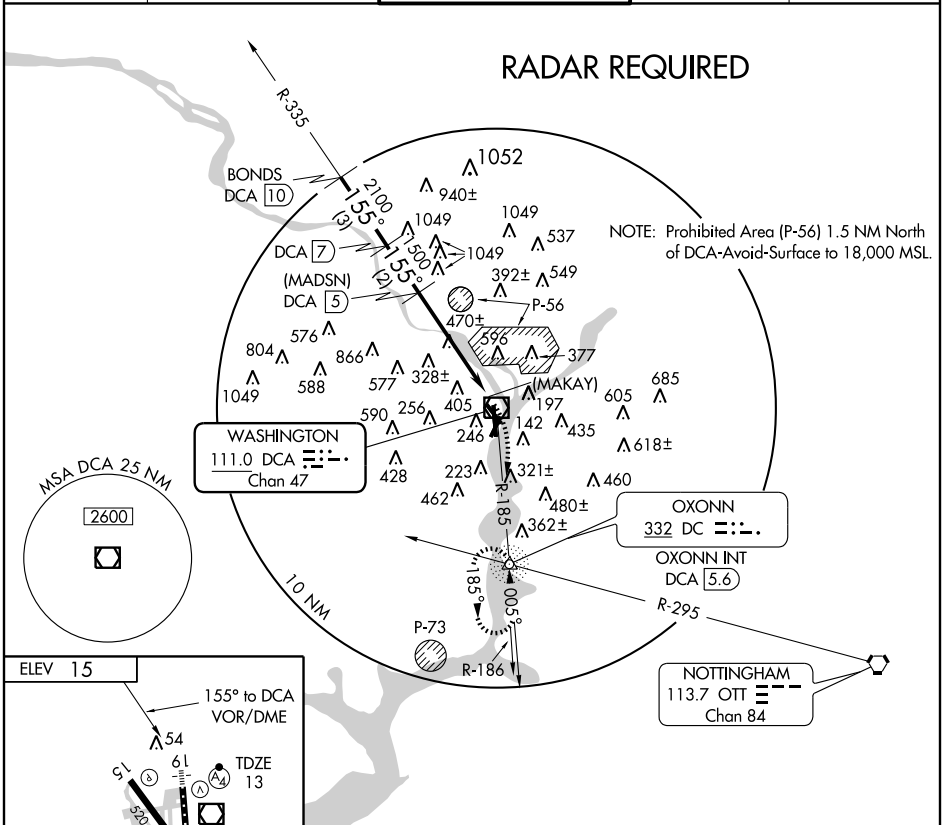 RADAR REQUIRED
R-335
BONDS
DCA 10
2100
155°
(3)
1052
940±
1049
1049
537
NOTE: Prohibited Area (P-56) 1.5 NM North
of DCA-Avoid-Surface to 18,000 MSL.
DCA 7
1500
155°
(2)
1049
(MADSN)
DCA 5
392±
549
P-56
470±
576
596
377
804
866
1049
588
577
328±
(MAKAY)
685
405
197
605
590
256
246
142
435
618±
WASHINGTON
111.0 DCA
Chan 47
428
223
321±
460
462
R-185
480±
362±
MSA DCA 25 NM
2600
OXONN
332 DC
OXONN INT
DCA 5.6
185°
005°
R-295
10 NM
P-73
R-186
NOTTINGHAM
113.7 OTT
Chan 84
ELEV 15
155° to DCA
VOR/DME
54
15
19
P
V
A4
TDZE
13
520